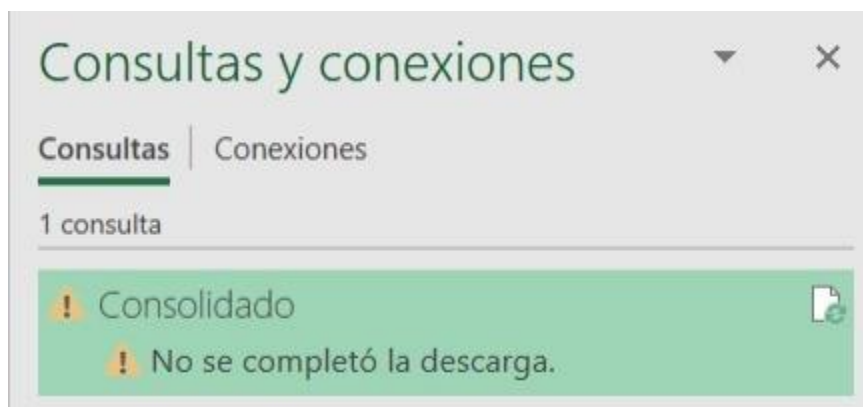 Consultas y conexiones
Consultas | Conexiones
1 consulta
Consolidado
No se completó la descarga.